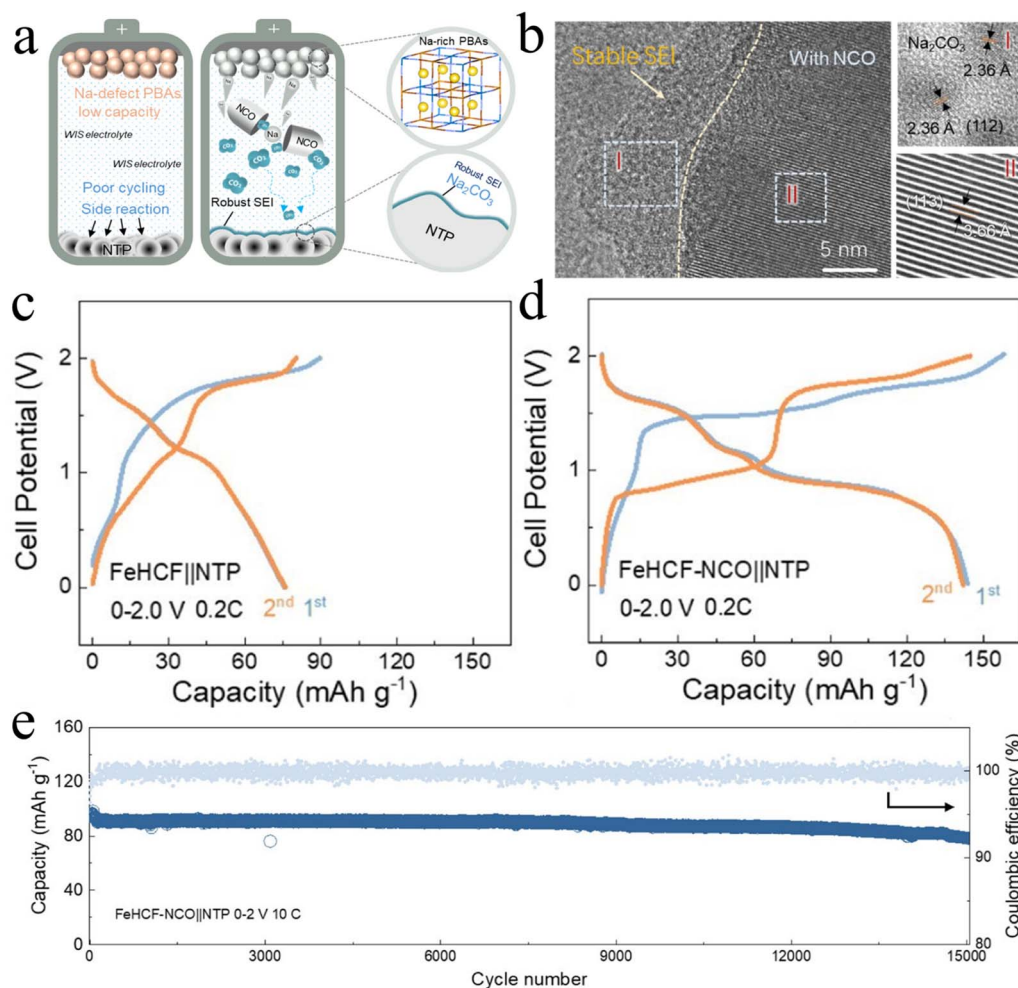 a
+
Na-defect PBAs
low capacity
WIS electrolyte
WIS electrolyte
Poor cycling
Side reaction
NTP
+
NCO
Na
NCO
CO₃
CO₃
CO₃
Robust SEI
Na-rich PBAs
Robust SEI
Na₂CO₃
NTP
b
Stable SEI
With NCO
I
II
5 nm
Na₂CO₃
I
2.36 Å
2.36 Å
(112)
II
(113)
3.66 Å
c
Cell Potential (V)
2
1
0
FeHCF||NTP
0-2.0 V 0.2C
2ⁿᵈ 1ˢᵗ
0 30 60 90 120 150
Capacity (mAh g⁻¹)
d
Cell Potential (V)
2
1
0
FeHCF-NCO||NTP
0-2.0 V 0.2C
2ⁿᵈ 1ˢᵗ
0 30 60 90 120 150
Capacity (mAh g⁻¹)
e
Capacity (mAh g⁻¹)
160
120
80
40
0
FeHCF-NCO||NTP 0-2 V 10 C
0 3000 6000 9000 12000 15000
Cycle number
100
90
80
Coulombic efficiency (%)